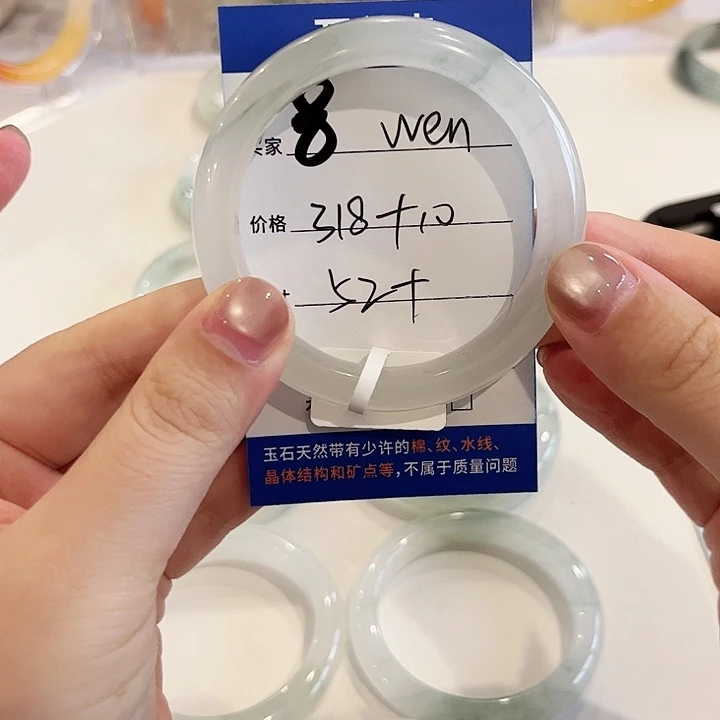 买家 8 wen
价格 318+10
52+
玉石天然带有少许的棉、纹、水线、
晶体结构和矿点等，不属于质量问题